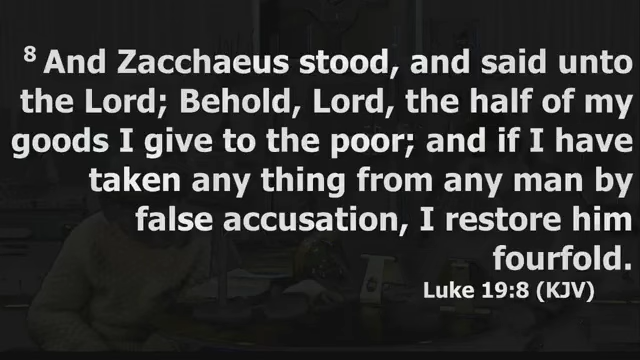 8 And Zacchaeus stood, and said unto
the Lord; Behold, Lord, the half of my
goods I give to the poor; and if I have
taken any thing from any man by
false accusation, I restore him
fourfold.
Luke 19:8 (KJV)